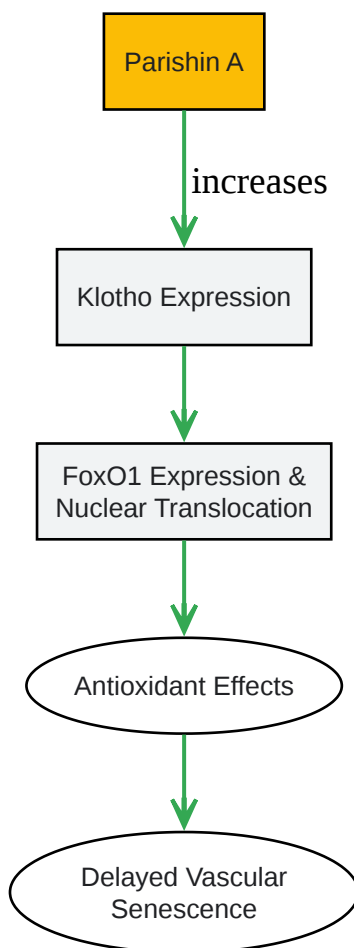 Parishin A
increases
Klotho Expression
FoxO1 Expression &
Nuclear Translocation
Antioxidant Effects
Delayed Vascular
Senescence